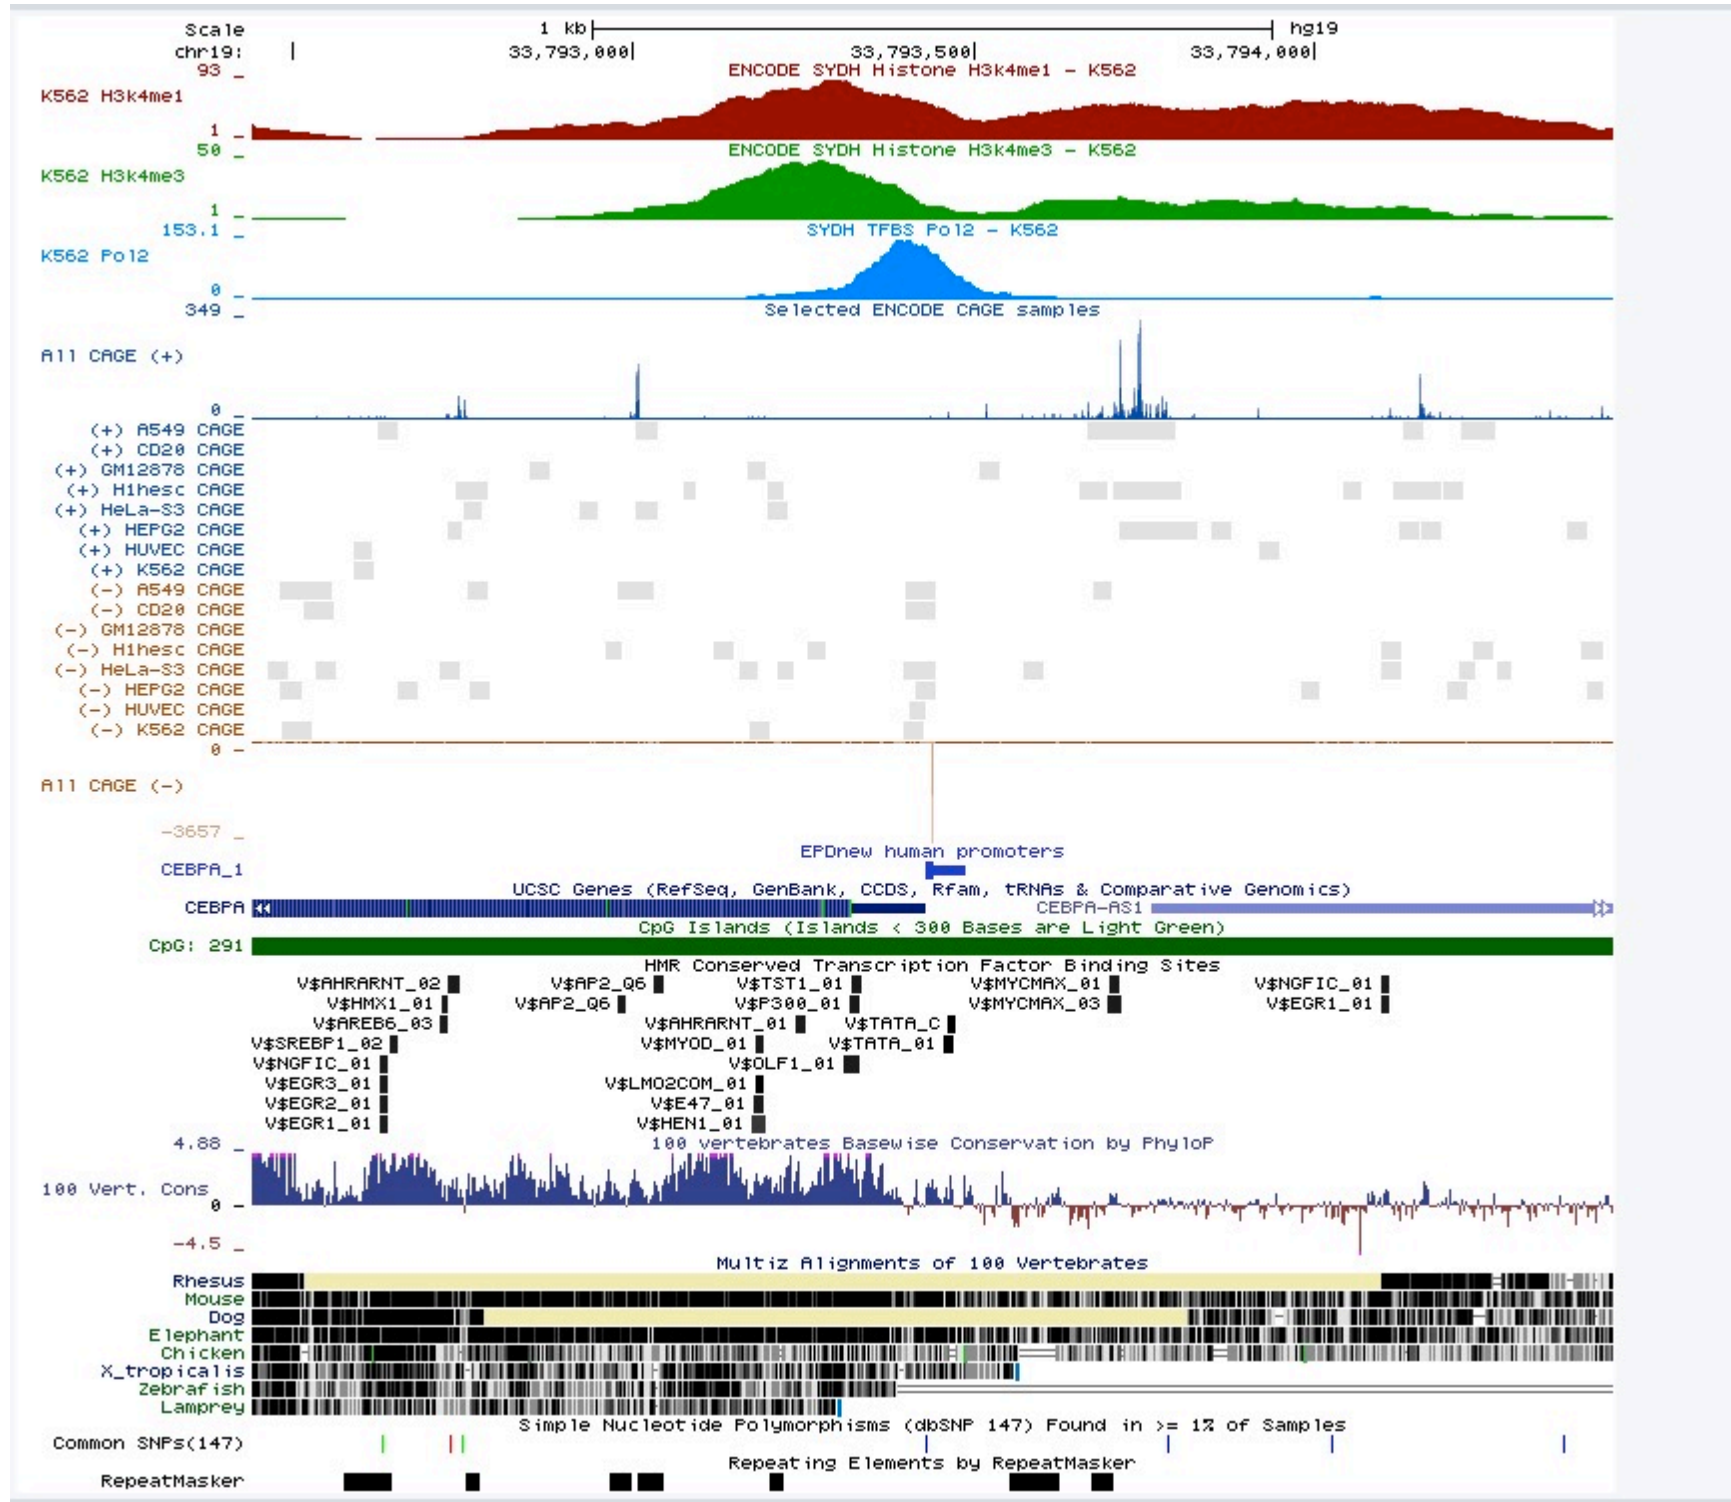 Scale 1 kb hg19
chr19: 33,793,000 33,793,500 33,794,000
93 _ ENCODE SYDH Histone H3k4me1 - K562
K562 H3k4me1
1 _
50 _ ENCODE SYDH Histone H3k4me3 - K562
K562 H3k4me3
1 _
153.1 _ SYDH TFBS Pol2 - K562
K562 Pol2
0 _
349 _ Selected ENCODE CAGE samples
All CAGE (+)
0 _
(+) A549 CAGE
(+) CD20 CAGE
(+) GM12878 CAGE
(+) H1hesc CAGE
(+) HeLa-S3 CAGE
(+) HEPG2 CAGE
(+) HUVEC CAGE
(+) K562 CAGE
(-) A549 CAGE
(-) CD20 CAGE
(-) GM12878 CAGE
(-) H1hesc CAGE
(-) HeLa-S3 CAGE
(-) HEPG2 CAGE
(-) HUVEC CAGE
(-) K562 CAGE
0 _
All CAGE (-)
-3657 _
EPDnew human promoters
CEBPA_1
UCSC Genes (RefSeq, GenBank, CCDS, Rfam, tRNAs & Comparative Genomics)
CEBPA CEBPA-AS1
CpG Islands (Islands < 300 Bases are Light Green)
CpG: 291
HMR Conserved Transcription Factor Binding Sites
V$AHRARNT_02 V$AP2_Q6 V$TST1_01 V$MYCMAX_01 V$NGFIC_01
V$HMX1_01 V$AP2_Q6 V$P300_01 V$MYCMAX_03 V$EGR1_01
V$AREB6_03 V$AHRARNT_01 V$TATA_C
V$SREBP1_02 V$MYOD_01 V$TATA_01
V$NGFIC_01 V$OLF1_01
V$EGR3_01 V$LMO2COM_01
V$EGR2_01 V$E47_01
V$EGR1_01 V$HEN1_01
4.88 _ 100 vertebrates Basewise Conservation by PhyloP
100 Vert. Cons
0 _
-4.5 _
Multiz Alignments of 100 Vertebrates
Rhesus
Mouse
Dog
Elephant
Chicken
X_tropicalis
Zebrafish
Lamprey
Simple Nucleotide Polymorphisms (dbSNP 147) Found in >= 1% of Samples
Common SNPs(147)
Repeating Elements by RepeatMasker
RepeatMasker